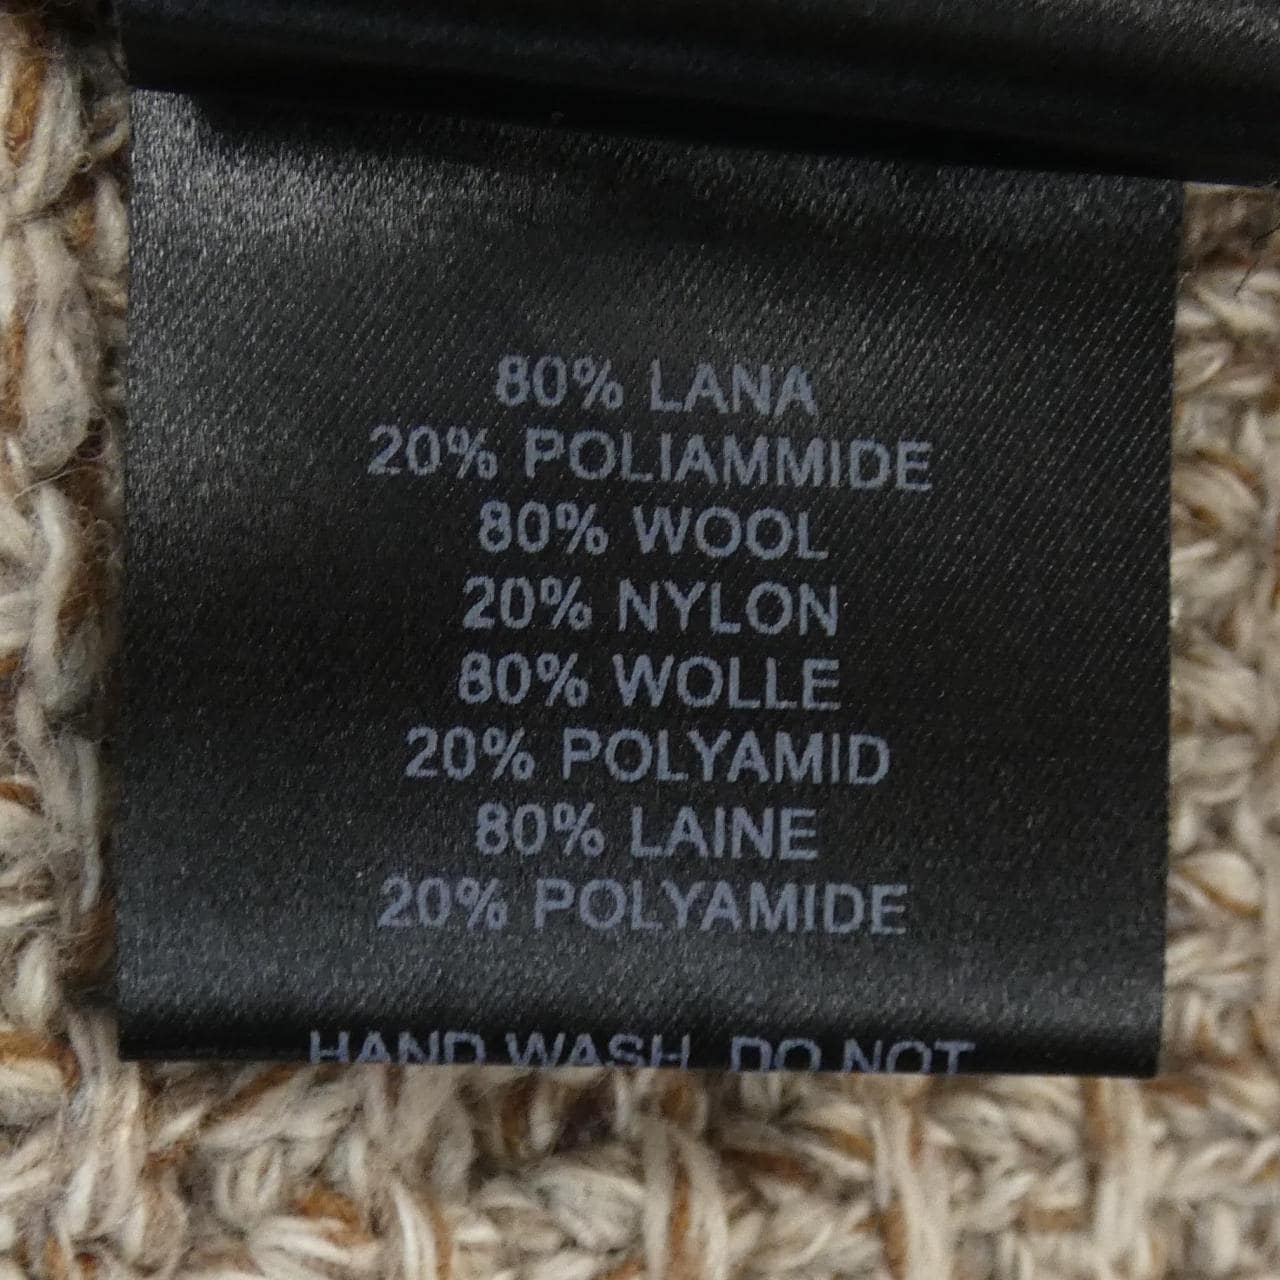 80% LANA
20% POLIAMMIDE
80% WOOL
20% NYLON
80% WOLLE
20% POLYAMID
80% LAINE
20% POLYAMIDE
HAND WASH DO NOT